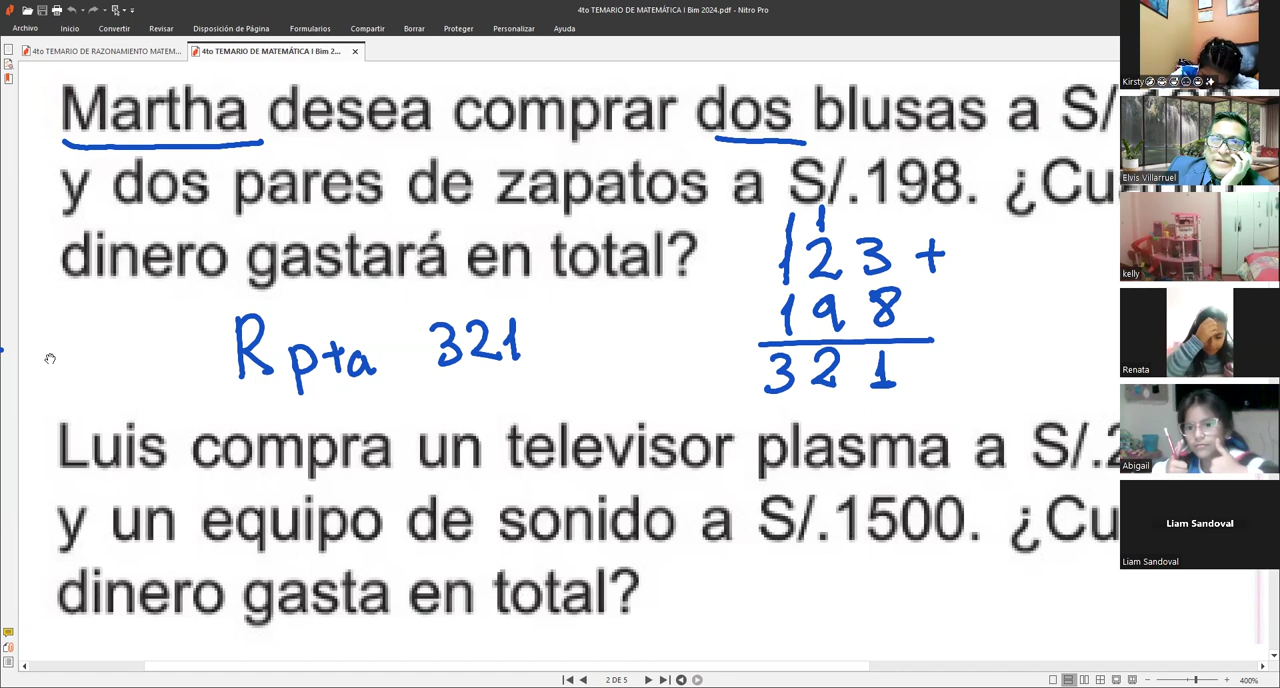 4to TEMARIO DE MATEMÁTICA I Bim 2024.pdf - Nitro Pro
Archivo Inicio Convertir Revisar Disposición de Página Formularios Compartir Borrar Proteger Personalizar Ayuda
4to TEMARIO DE RAZONAMIENTO MATEM... 4to TEMARIO DE MATEMÁTICA I Bim 2... ×
Martha desea comprar dos blusas a S/
y dos pares de zapatos a S/.198. ¿Cu
dinero gastará en total?
1
123 +
198
321
Rpta 321
Luis compra un televisor plasma a S/.2
y un equipo de sonido a S/.1500. ¿Cu
dinero gasta en total?
2 DE 5
400%
Kirsty
Elvis Villarruel
kelly
Renata
Abigail
Liam Sandoval
Liam Sandoval